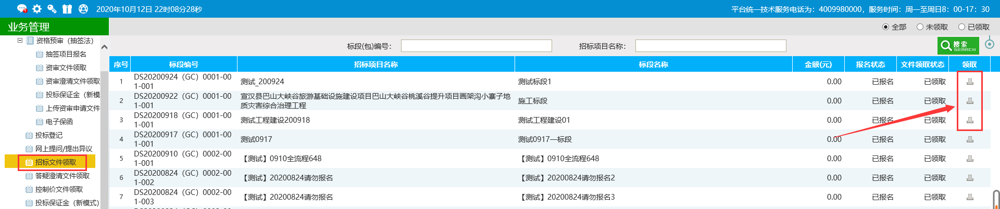 2020年10月12日 22时08分28秒
平台统一技术服务电话为：4009980000，服务时间：周一至周日8：00-17：30
业务管理
全部 未领取 已领取
资格预审（抽签法）
抽签项目报名
资审文件领取
资审澄清文件领取
投标保证金（新模
上传资审申请文件
电子保函
投标登记
网上提问/提出异议
招标文件领取
答疑澄清文件领取
控制价文件领取
投标保证金（新模式）
标段(包)编号： 招标项目名称： 搜索
SEARCH
序号 标段编号 招标项目名称 标段名称 金额(元) 报名状态 文件领取状态 领取
1 DS20200924（GC）0001-00
1-001 测试_200924 测试标段1 0.00 已报名 已领取
2 DS20200922（GC）0001-00
1-001 宣汉县巴山大峡谷旅游基础设施建设项目巴山大峡谷桃溪谷提升项目画架沟小寨子地
质灾害综合治理工程 施工标段 0.00 已报名 已领取
3 DS20200918（GC）0001-00
1-001 测试工程建设200918 测试工程建设01 0.00 已报名 已领取
4 DS20200917（GC）0001-00
1-001 测试0917 测试0917一标段 0.00 已报名 已领取
5 DS20200910（GC）0002-00
1-001 【测试】0910全流程648 【测试】0910全流程648 0.00 已报名 已领取
6 DS20200824（GC）0002-00
1-002 【测试】20200824请勿报名 【测试】20200824请勿报名2 0.00 已报名 已领取
7 DS20200824（GC）0002-00
1-003 【测试】20200824请勿报名 【测试】20200824请勿报名3 0.00 已报名 已领取